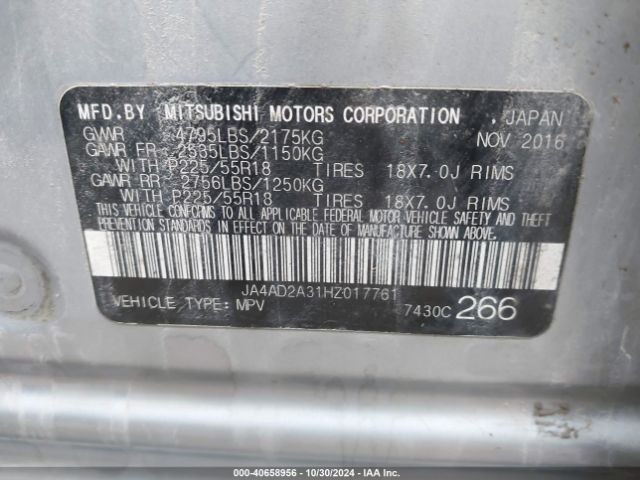 MFD.BY MITSUBISHI MOTORS CORPORATION , JAPAN
GVWR 4795LBS/2175KG NOV 2016
GAWR FR 2535LBS/1150KG
WITH P225/55R18 TIRES 18X7.0J RIMS
GAWR RR 2756LBS/1250KG
WITH P225/55R18 TIRES 18X7.0J RIMS
THIS VEHICLE CONFORMS TO ALL APPLICABLE FEDERAL MOTOR VEHICLE SAFETY AND THEFT
PREVENTION STANDARDS IN EFFECT ON THE DATE OF MANUFACTURE SHOWN ABOVE.
JA4AD2A31HZ017761
VEHICLE TYPE: MPV 7430C 266
000-40658956 - 10/30/2024 - IAA Inc.